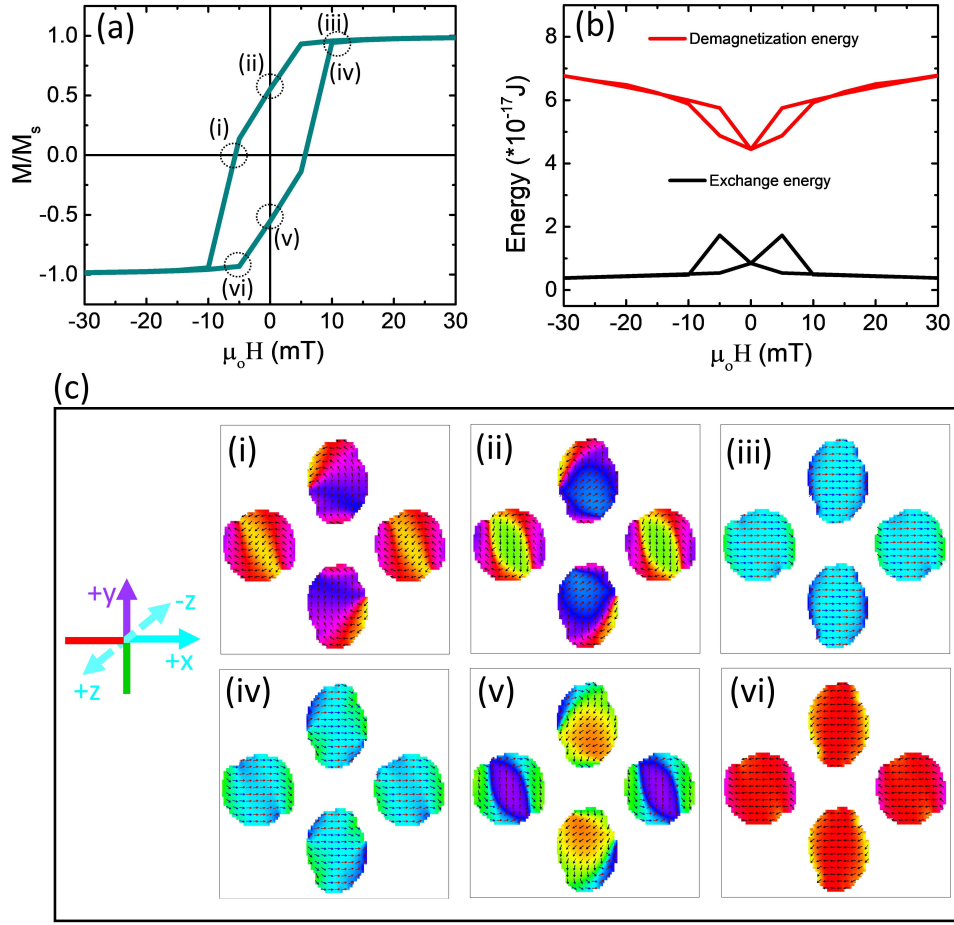 (a)
1.0
0.5
0.0
-0.5
-1.0
M/Mₛ
(i)
(ii)
(iii)
(iv)
(v)
(vi)
-30 -20 -10 0 10 20 30
μₒH (mT)
(b)
8
6
4
2
0
Energy (*10⁻¹⁷J)
Demagnetization energy
Exchange energy
-30 -20 -10 0 10 20 30
μₒH (mT)
(c)
+y
-z
+x
+z
(i)
(ii)
(iii)
(iv)
(v)
(vi)